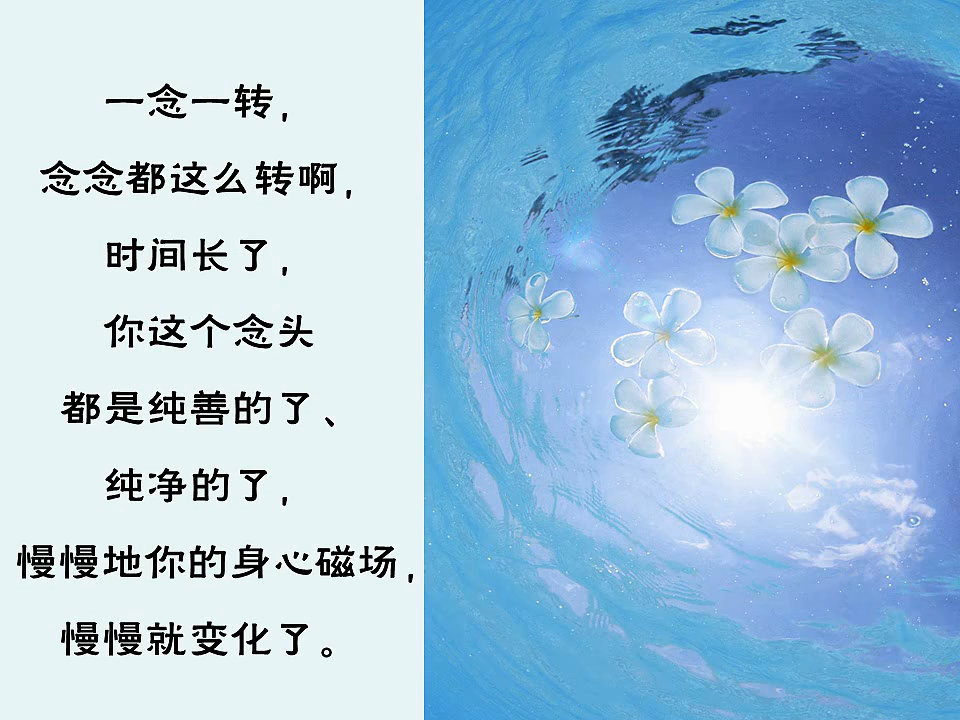 一念一转，
念念都这么转啊，
时间长了，
你这个念头
都是纯善的了、
纯净的了，
慢慢地你的身心磁场，
慢慢就变化了。